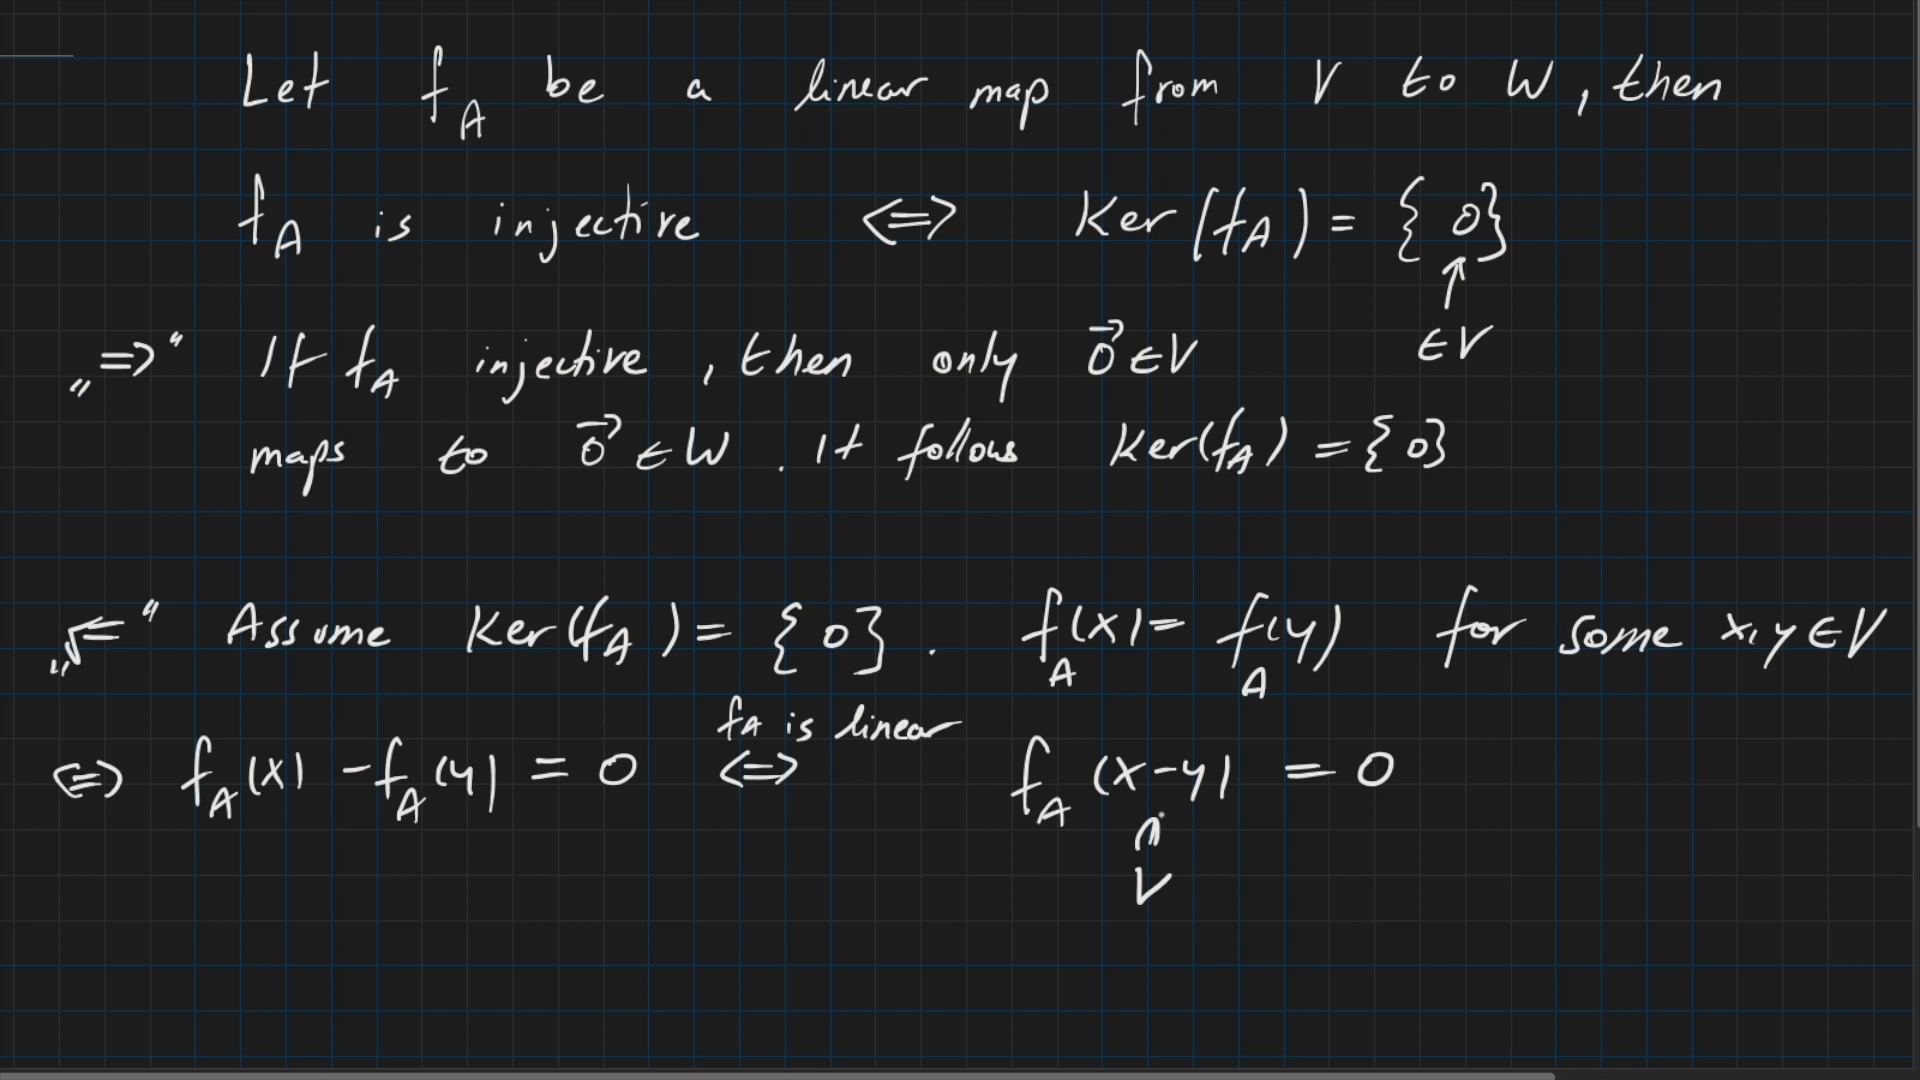 Let f_A be a linear map from V to W, then
f_A is injective <=> Ker(f_A) = {0}
↑
∈V
„=>" If f_A injective, then only 0⃗ ∈ V
maps to 0⃗ ∈ W. It follows Ker(f_A) = {0}
„<=" Assume Ker(f_A) = {0}. f_A(x) = f_A(y) for some x,y ∈ V
f_A is linear
<=> f_A(x) - f_A(y) = 0 <=> f_A(x-y) = 0
∩
V